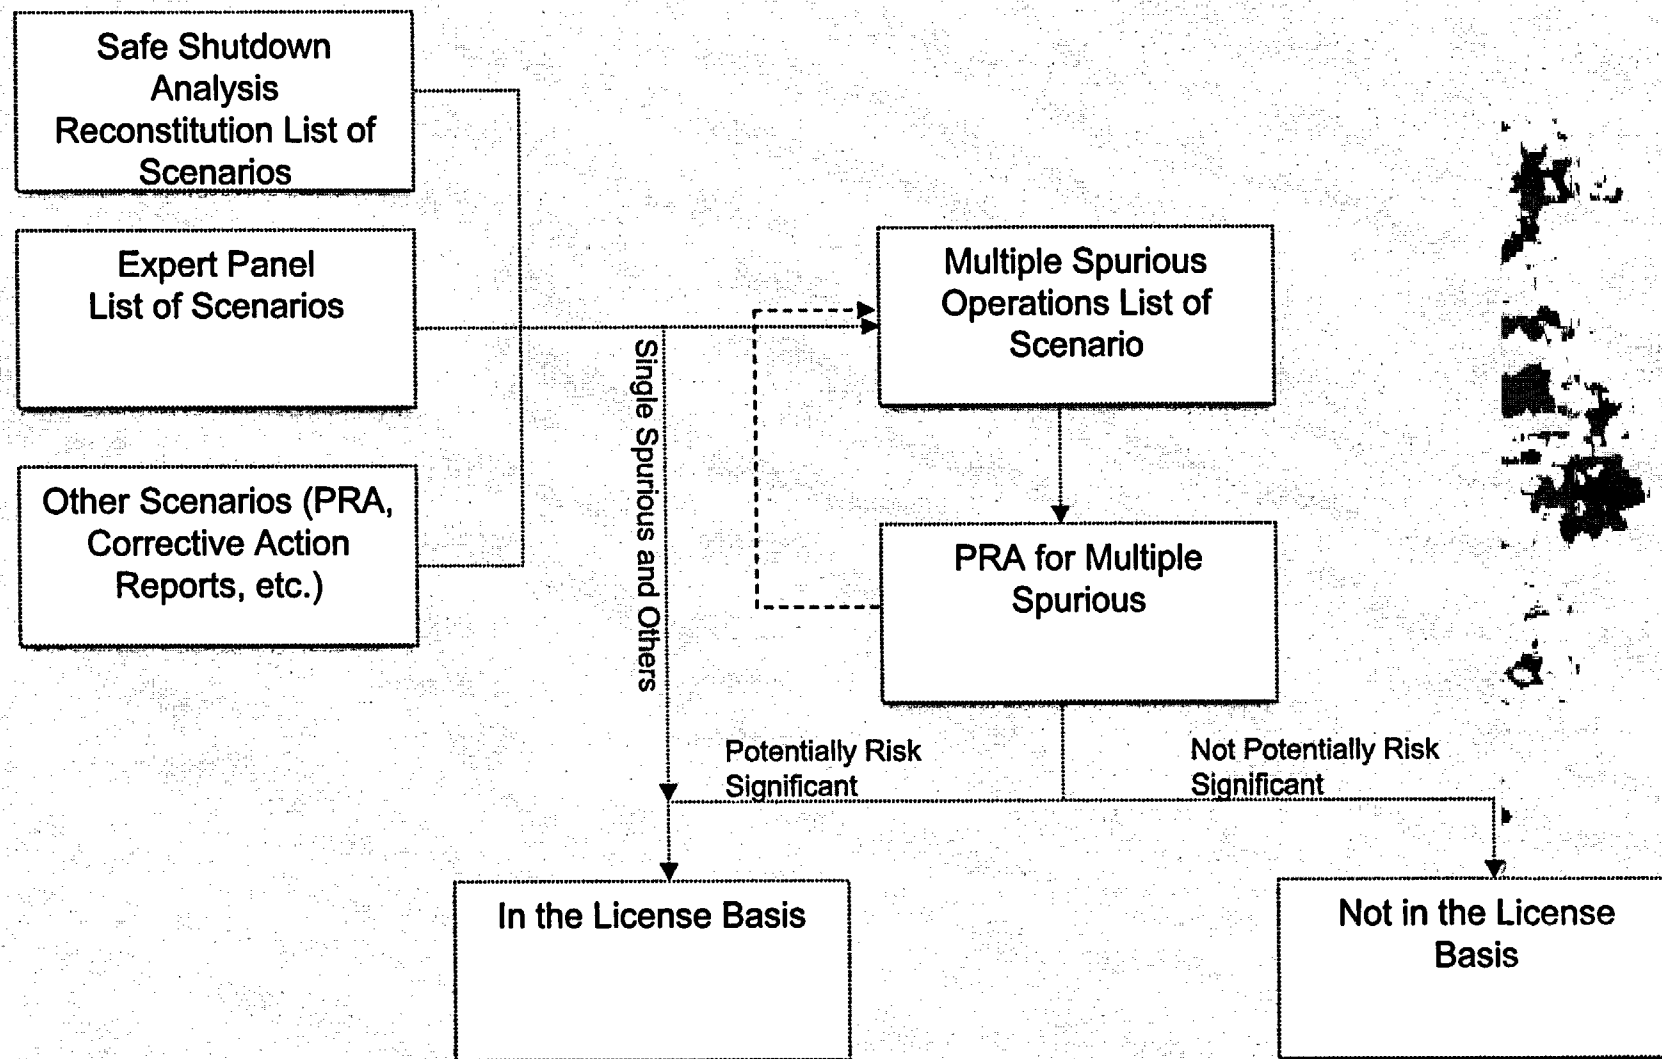 Safe Shutdown
Analysis
Reconstitution List of
Scenarios
Expert Panel
List of Scenarios
Other Scenarios (PRA,
Corrective Action
Reports, etc.)
Single Spurious and Others
Multiple Spurious
Operations List of
Scenario
PRA for Multiple
Spurious
Potentially Risk
Significant
Not Potentially Risk
Significant
In the License Basis
Not in the License
Basis